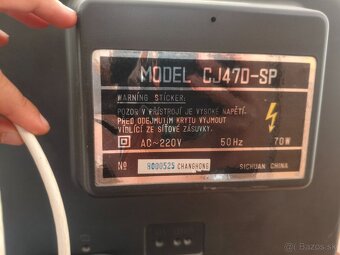 MODEL CJ47D-SP
WARNING STICKER:
POZOR V PŘÍSTROJI JE VYSOKÉ NAPĚTÍ.
PŘED ODEJMUTÍM KRYTU VYJMOUT
VIDLICI ZE SÍŤOVÉ ZÁSUVKY.
AC~220V 50Hz 70W
№ 9000525 CHANGHONG SICHUAN CHINA
Bazos.sk